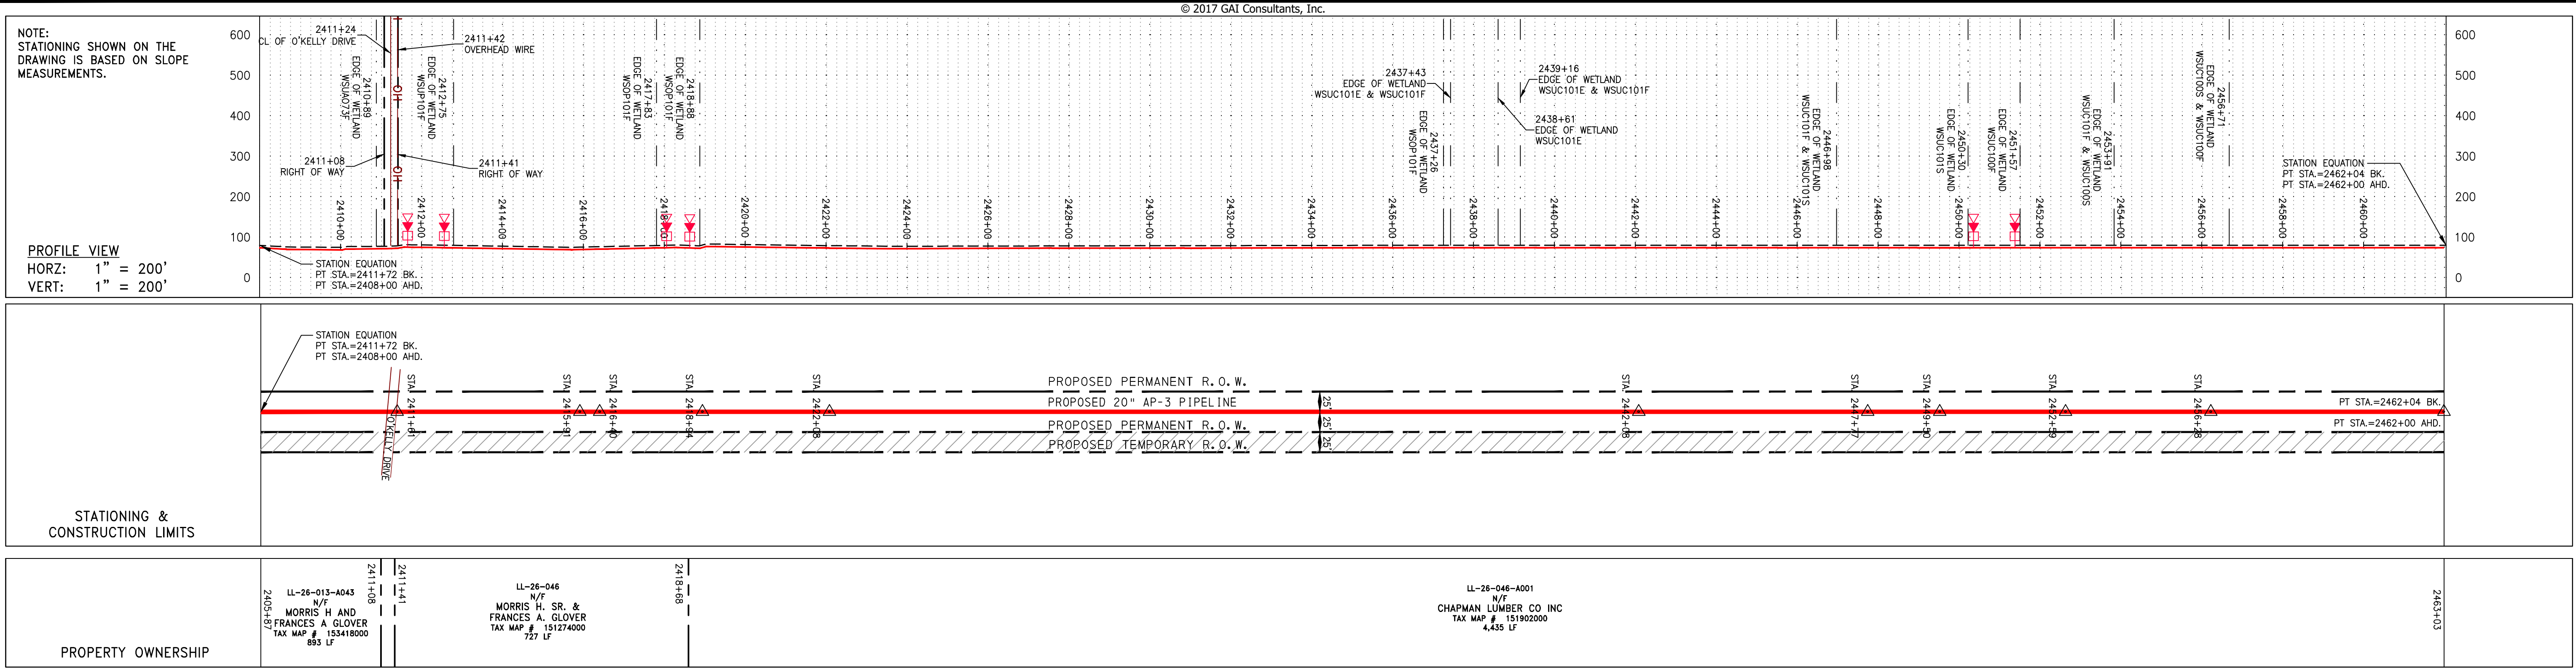 © 2017 GAI Consultants, Inc.
NOTE:
STATIONING SHOWN ON THE
DRAWING IS BASED ON SLOPE
MEASUREMENTS.
PROFILE VIEW
HORZ: 1" = 200'
VERT: 1" = 200'
600
500
400
300
200
100
0
2411+24
CL OF O'KELLY DRIVE
2411+42
OVERHEAD WIRE
2410+89
EDGE OF WETLAND
WSUA073F
OH
OH
2412+75
EDGE OF WETLAND
WSUP101F
2411+08
RIGHT OF WAY
2411+41
RIGHT OF WAY
2417+83
EDGE OF WETLAND
WSOP101F
2418+88
EDGE OF WETLAND
WSOP101F
2437+43
EDGE OF WETLAND
WSUC101E & WSUC101F
2437+26
EDGE OF WETLAND
WSOP101F
2439+16
EDGE OF WETLAND
WSUC101E & WSUC101F
2438+61
EDGE OF WETLAND
WSUC101E
2446+98
EDGE OF WETLAND
WSUC101F & WSUC101S
2450+30
EDGE OF WETLAND
WSUC101S
2451+57
EDGE OF WETLAND
WSUC100F
2453+91
EDGE OF WETLAND
WSUC101F & WSUC100S
2456+71
EDGE OF WETLAND
WSUC100S & WSUC100F
STATION EQUATION
PT STA.=2462+04 BK.
PT STA.=2462+00 AHD.
2410+00
2412+00
2414+00
2416+00
2418+00
2420+00
2422+00
2424+00
2426+00
2428+00
2430+00
2432+00
2434+00
2436+00
2438+00
2440+00
2442+00
2444+00
2446+00
2448+00
2450+00
2452+00
2454+00
2456+00
2458+00
2460+00
STATION EQUATION
PT STA.=2411+72 BK.
PT STA.=2408+00 AHD.
600
500
400
300
200
100
0
STATIONING &
CONSTRUCTION LIMITS
STATION EQUATION
PT STA.=2411+72 BK.
PT STA.=2408+00 AHD.
O'KELLY DRIVE
STA. 2411+61
STA. 2415+91
STA. 2416+40
STA. 2418+94
STA. 2422+08
PROPOSED PERMANENT R.O.W.
PROPOSED 20" AP-3 PIPELINE
PROPOSED PERMANENT R.O.W.
PROPOSED TEMPORARY R.O.W.
25'
25'
25'
STA. 2442+08
STA. 2447+77
STA. 2449+50
STA. 2452+59
STA. 2456+28
PT STA.=2462+04 BK.
PT STA.=2462+00 AHD.
PROPERTY OWNERSHIP
2405+87
LL-26-013-A043
N/F
MORRIS H AND
FRANCES A GLOVER
TAX MAP # 153418000
893 LF
2411+08
2411+41
LL-26-046
N/F
MORRIS H. SR. &
FRANCES A. GLOVER
TAX MAP # 151274000
727 LF
2418+68
LL-26-046-A001
N/F
CHAPMAN LUMBER CO INC
TAX MAP # 151902000
4,435 LF
2463+03